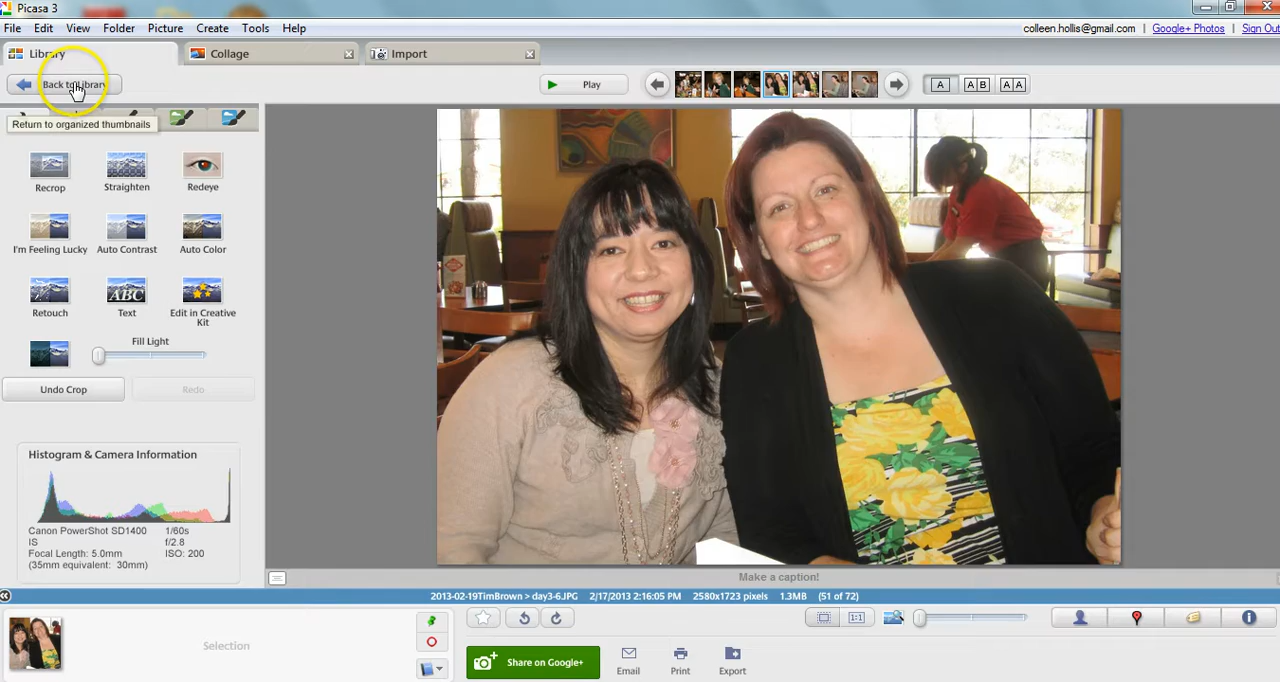 Picasa 3
File Edit View Folder Picture Create Tools Help
colleen.hollis@gmail.com | Google+ Photos | Sign Out
Library Collage Import
Back to Library Play A A B A A
Return to organized thumbnails
Recrop Straighten Redeye
I'm Feeling Lucky Auto Contrast Auto Color
ABC
Retouch Text Edit in Creative
Kit
Fill Light
Undo Crop Redo
Histogram & Camera Information
Canon PowerShot SD1400 1/60s
IS f/2.8
Focal Length: 5.0mm ISO: 200
(35mm equivalent: 30mm)
Make a caption!
2013-02-19TimBrown > day3-6.JPG 2/17/2013 2:16:05 PM 2580x1723 pixels 1.3MB (51 of 72)
1:1
Selection
Share on Google+ Email Print Export